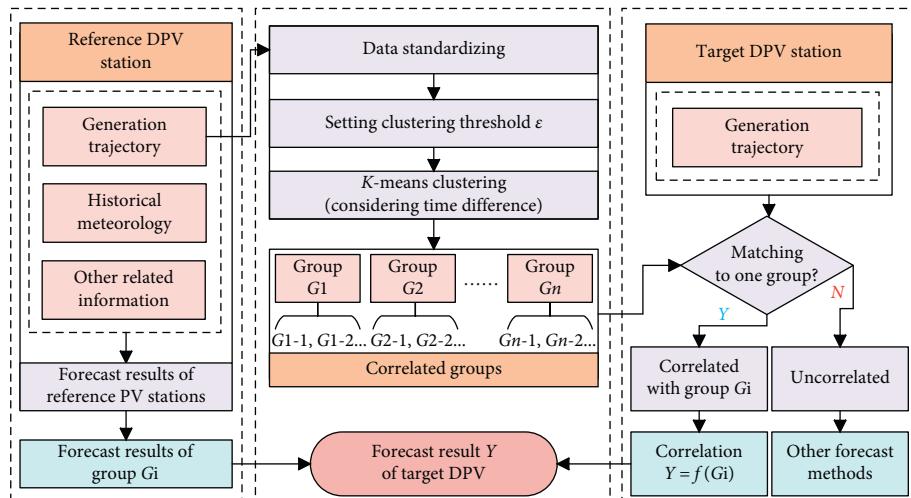 Reference DPV
station
Generation
trajectory
Historical
meteorology
Other related
information
Forecast results of
reference PV stations
Forecast results of
group Gi
Data standardizing
Setting clustering threshold ε
K-means clustering
(considering time difference)
Group
G1
Group
G2
......
Group
Gn
G1-1, G1-2...
G2-1, G2-2...
Gn-1, Gn-2...
Correlated groups
Forecast result Y
of target DPV
Target DPV station
Generation
trajectory
Matching
to one group?
Y
N
Correlated
with group Gi
Uncorrelated
Correlation
Y = f (Gi)
Other forecast
methods